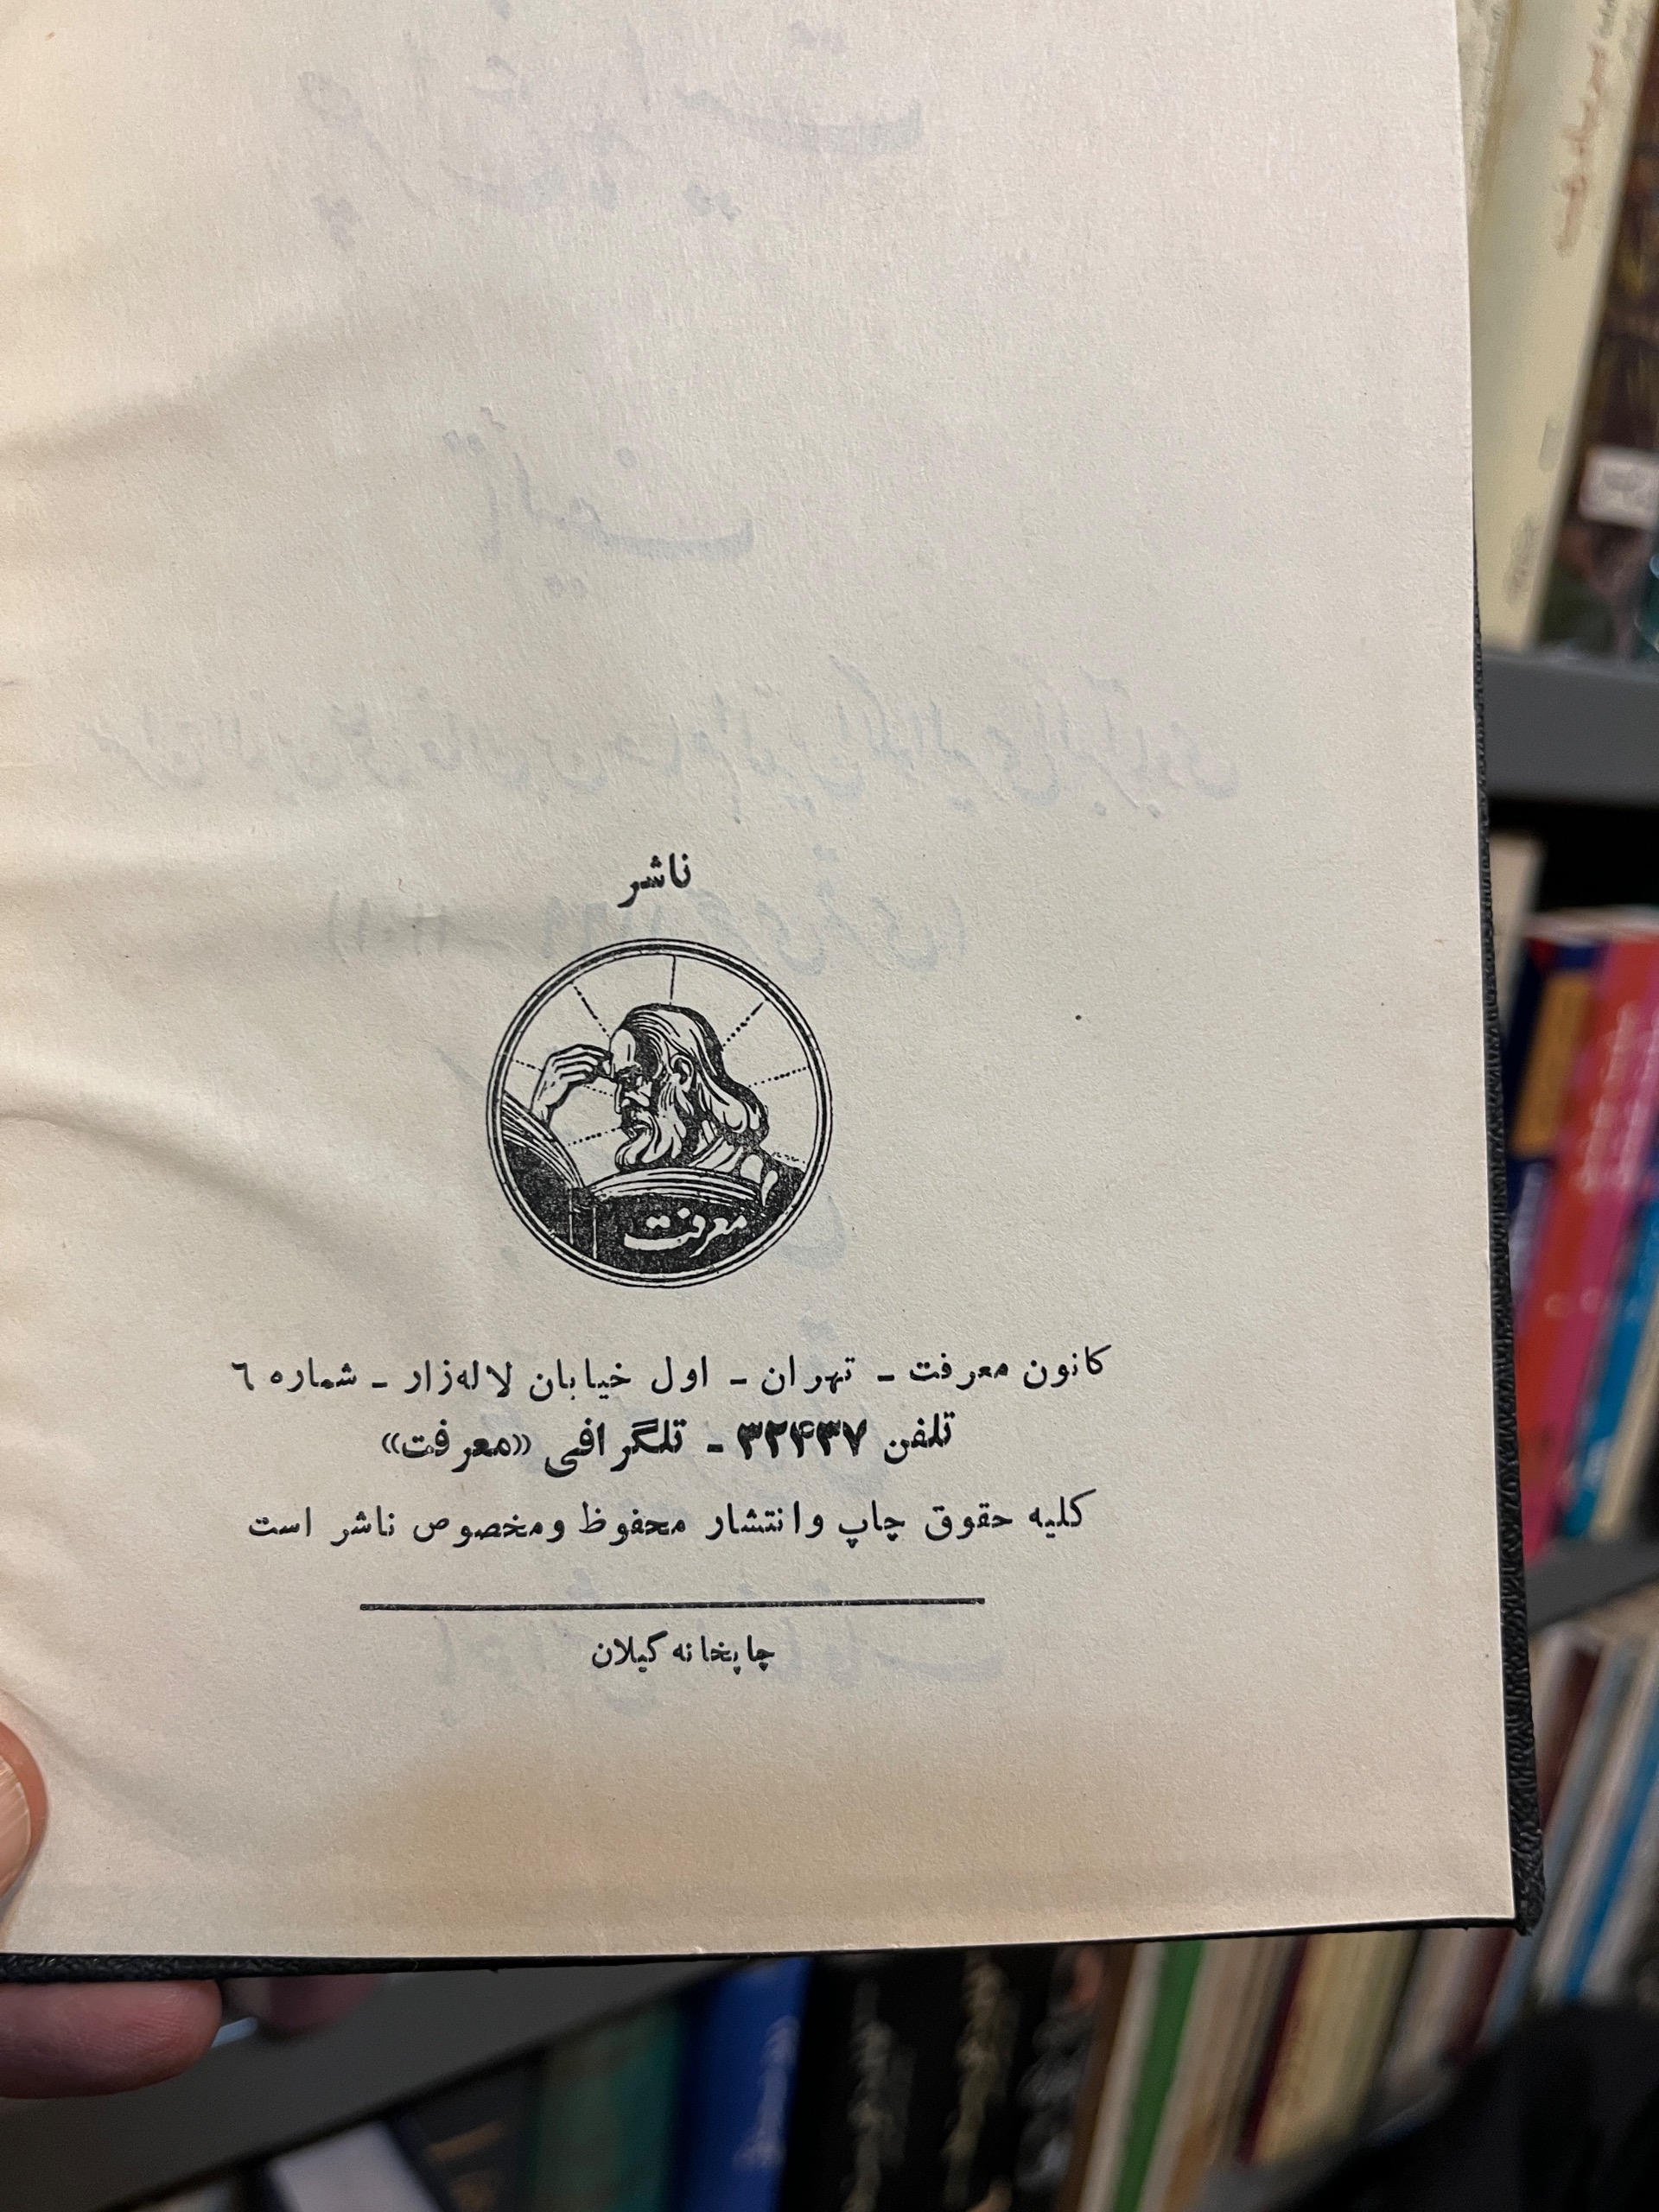 ناشر
معرفت
کانون معرفت ـ تهران ـ اول خیابان لاله‌زار ـ شماره ٦
تلفن ۳۲۴۳۷ ـ تلگرافی «معرفت»
کلیه حقوق چاپ وانتشار محفوظ ومخصوص ناشر است
چاپخانه گیلان